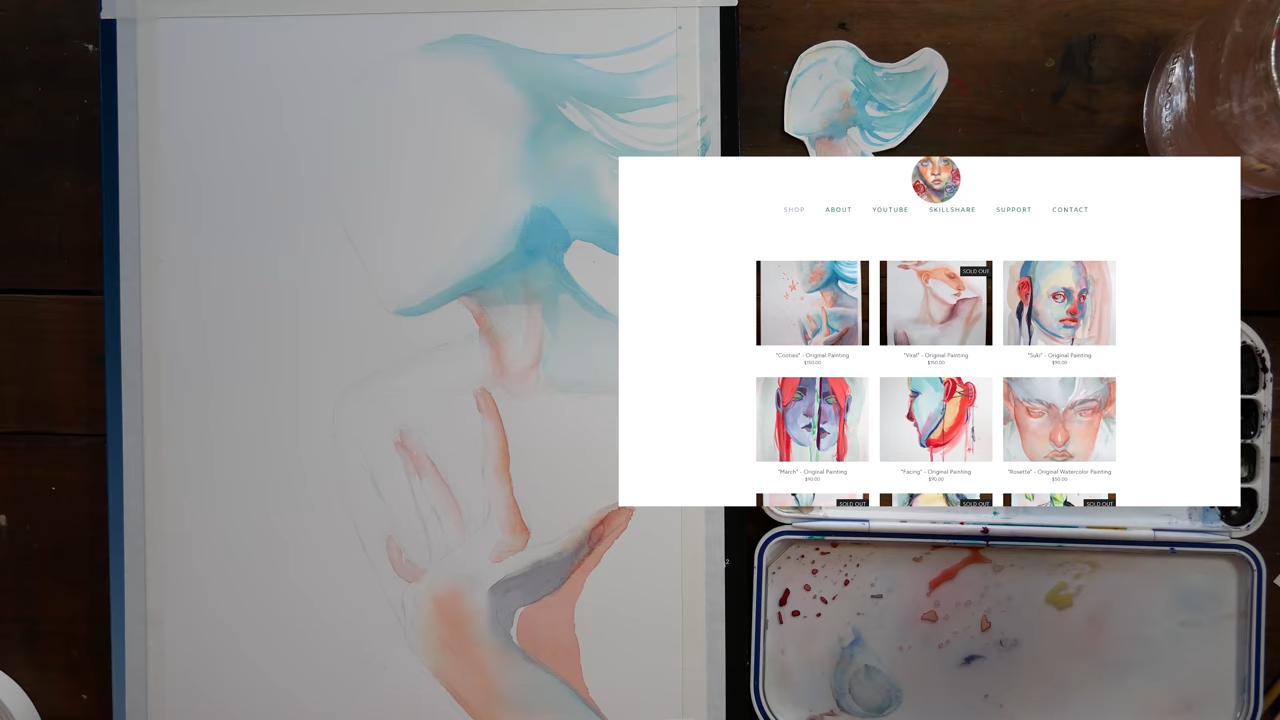 SHOP ABOUT YOUTUBE SKILLSHARE SUPPORT CONTACT
SOLD OUT
"Cooties" - Original Painting "Viral" - Original Painting "Suki" - Original Painting
$150.00 $150.00 $90.00
"March" - Original Painting "Facing" - Original Painting "Rosette" - Original Watercolor Painting
$90.00 $90.00 $50.00
SOLD OUT SOLD OUT SOLD OUT